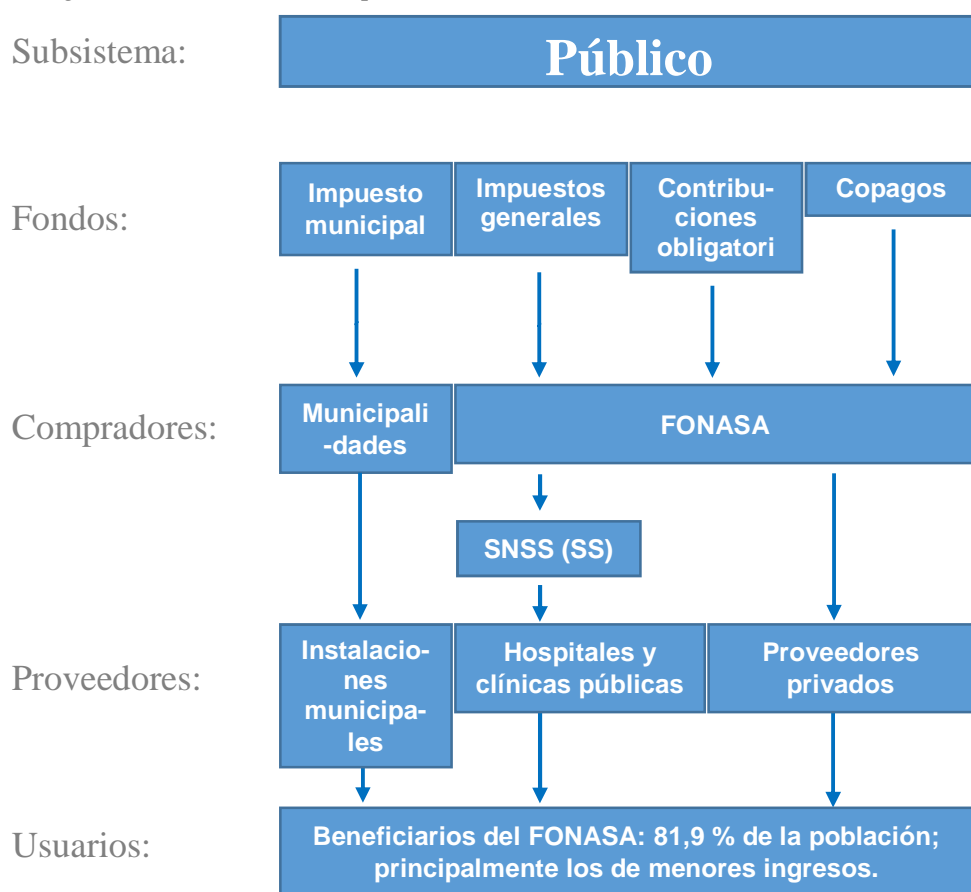 Subsistema:
Público
Fondos:
Impuesto
municipal
Impuestos
generales
Contribu-
ciones
obligatori
Copagos
Compradores:
Municipali
-dades
FONASA
SNSS (SS)
Proveedores:
Instalacio-
nes
municipa-
les
Hospitales y
clínicas públicas
Proveedores
privados
Usuarios:
Beneficiarios del FONASA: 81,9 % de la población;
principalmente los de menores ingresos.